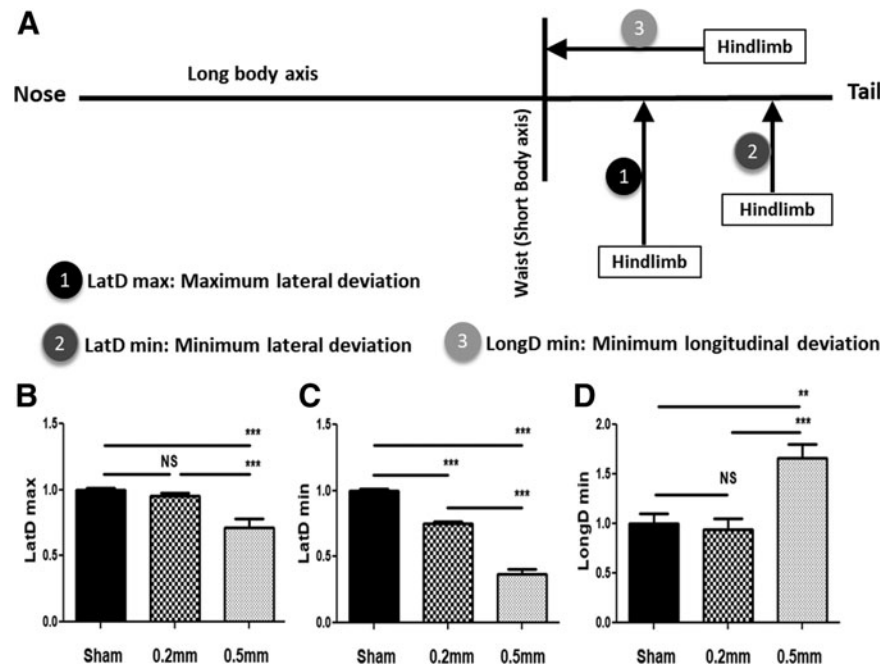 A
3
Hindlimb
Long body axis
Nose
Tail
Waist (Short Body axis)
1
2
Hindlimb
Hindlimb
1 LatD max: Maximum lateral deviation
2 LatD min: Minimum lateral deviation
3 LongD min: Minimum longitudinal deviation
B
LatD max
1.5
1.0
0.5
0.0
***
NS
***
Sham 0.2mm 0.5mm
C
LatD min
1.5
1.0
0.5
0.0
***
***
***
Sham 0.2mm 0.5mm
D
LongD min
2.0
1.5
1.0
0.5
0.0
**
***
NS
Sham 0.2mm 0.5mm